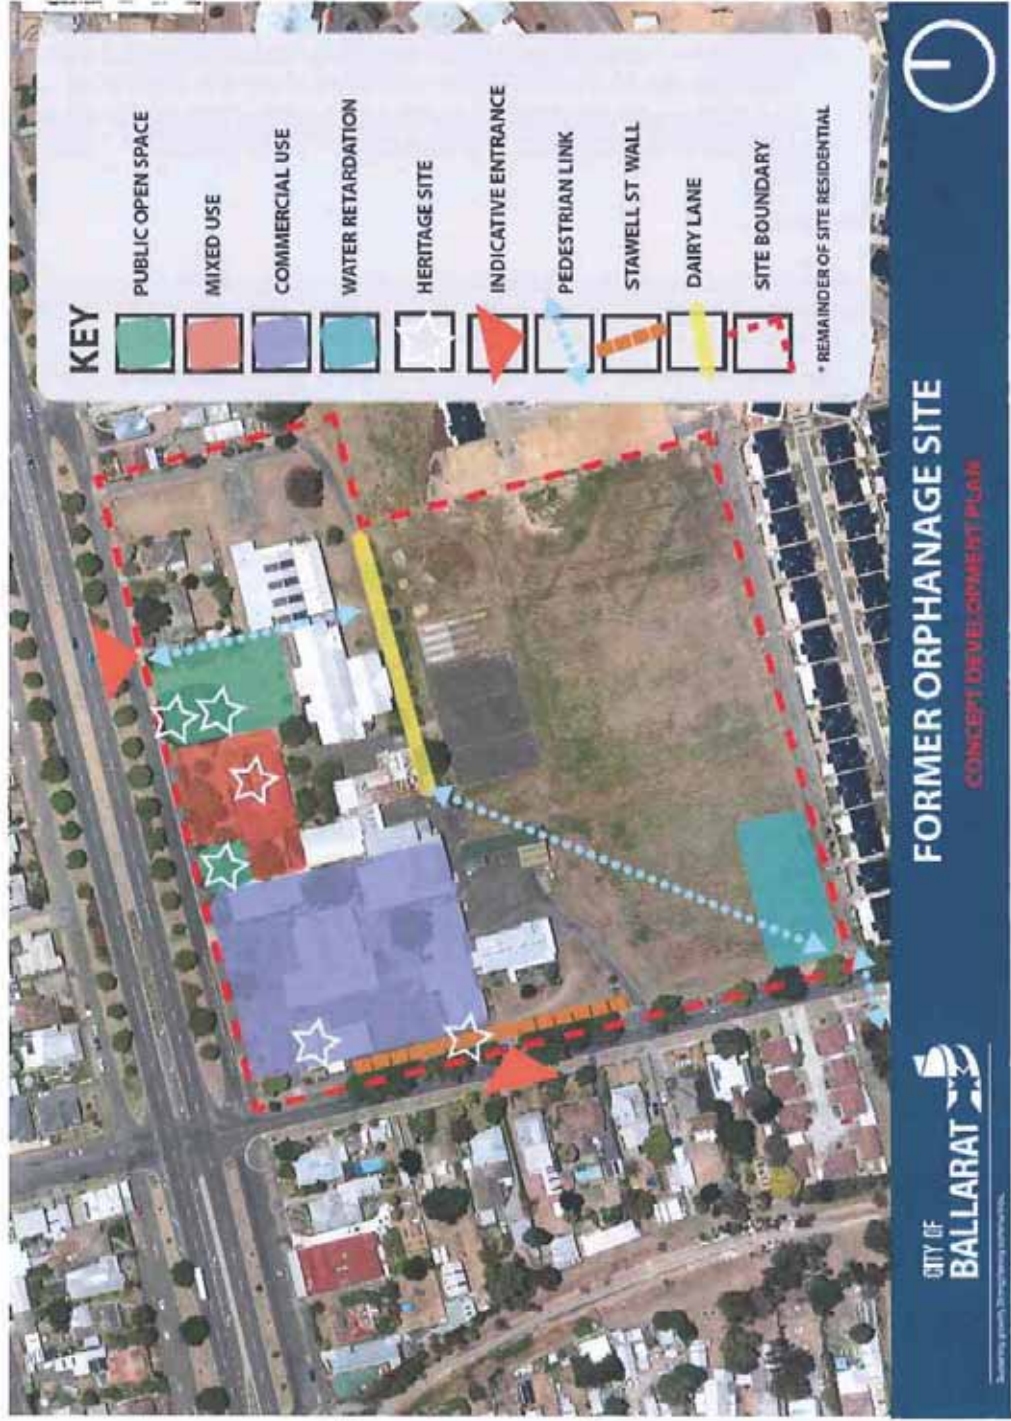 KEY
PUBLIC OPEN SPACE
MIXED USE
COMMERCIAL USE
WATER RETARDATION
HERITAGE SITE
INDICATIVE ENTRANCE
PEDESTRIAN LINK
STAWELL ST WALL
DAIRY LANE
SITE BOUNDARY
* REMAINDER OF SITE RESIDENTIAL
CITY OF
BALLARAT
FORMER ORPHANAGE SITE
CONCEPT DEVELOPMENT PLAN